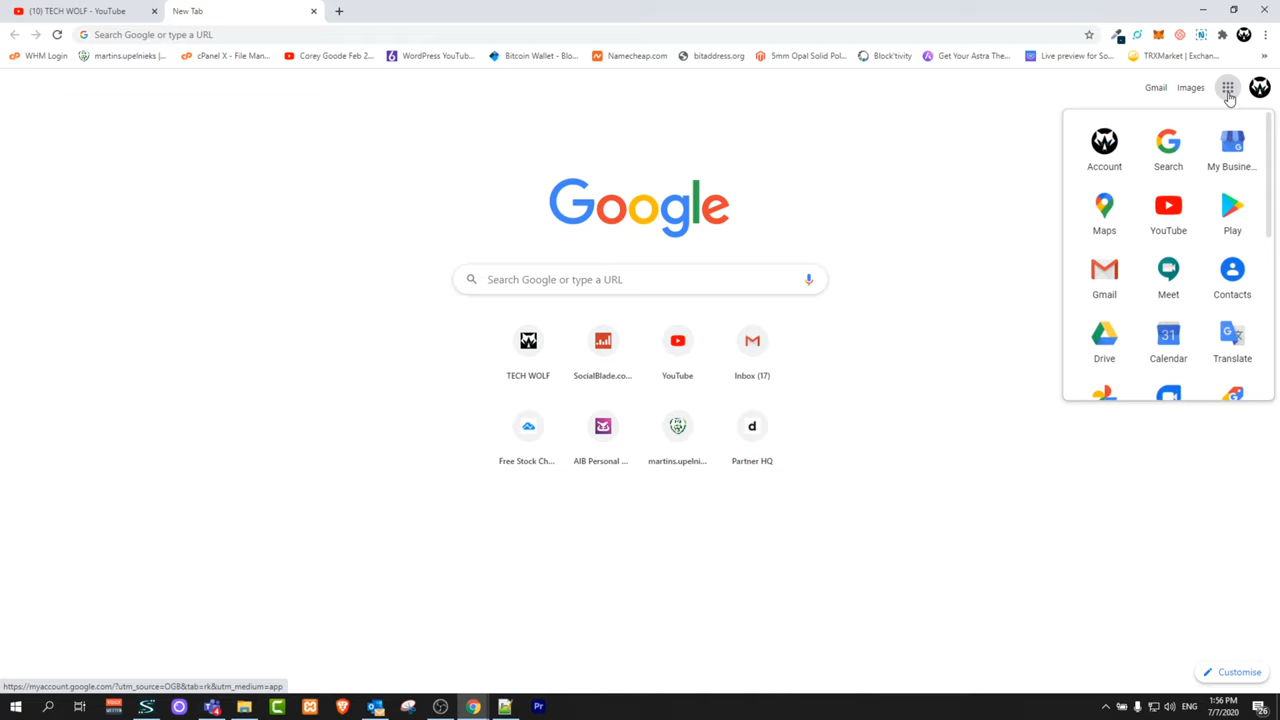 (10) TECH WOLF - YouTube
New Tab
Search Google or type a URL
WHM Login
martins.upelnieks |...
cPanel X - File Man...
Corey Goode Feb 2...
WordPress YouTub...
Bitcoin Wallet - Blo...
Namecheap.com
bitaddress.org
5mm Opal Solid Pol...
Block'tivity
Get Your Astra The...
Live preview for So...
TRXMarket | Exchan...
Gmail
Images
Account
Search
My Busine...
Maps
YouTube
Play
Gmail
Meet
Contacts
Drive
31
Calendar
Translate
Google
Search Google or type a URL
TECH WOLF
SocialBlade.co...
YouTube
Inbox (17)
Free Stock Ch...
AIB Personal ...
martins.upelni...
Partner HQ
Customise
https://myaccount.google.com/?utm_source=OGB&tab=rk&utm_medium=app
ENG
1:56 PM
7/7/2020
26